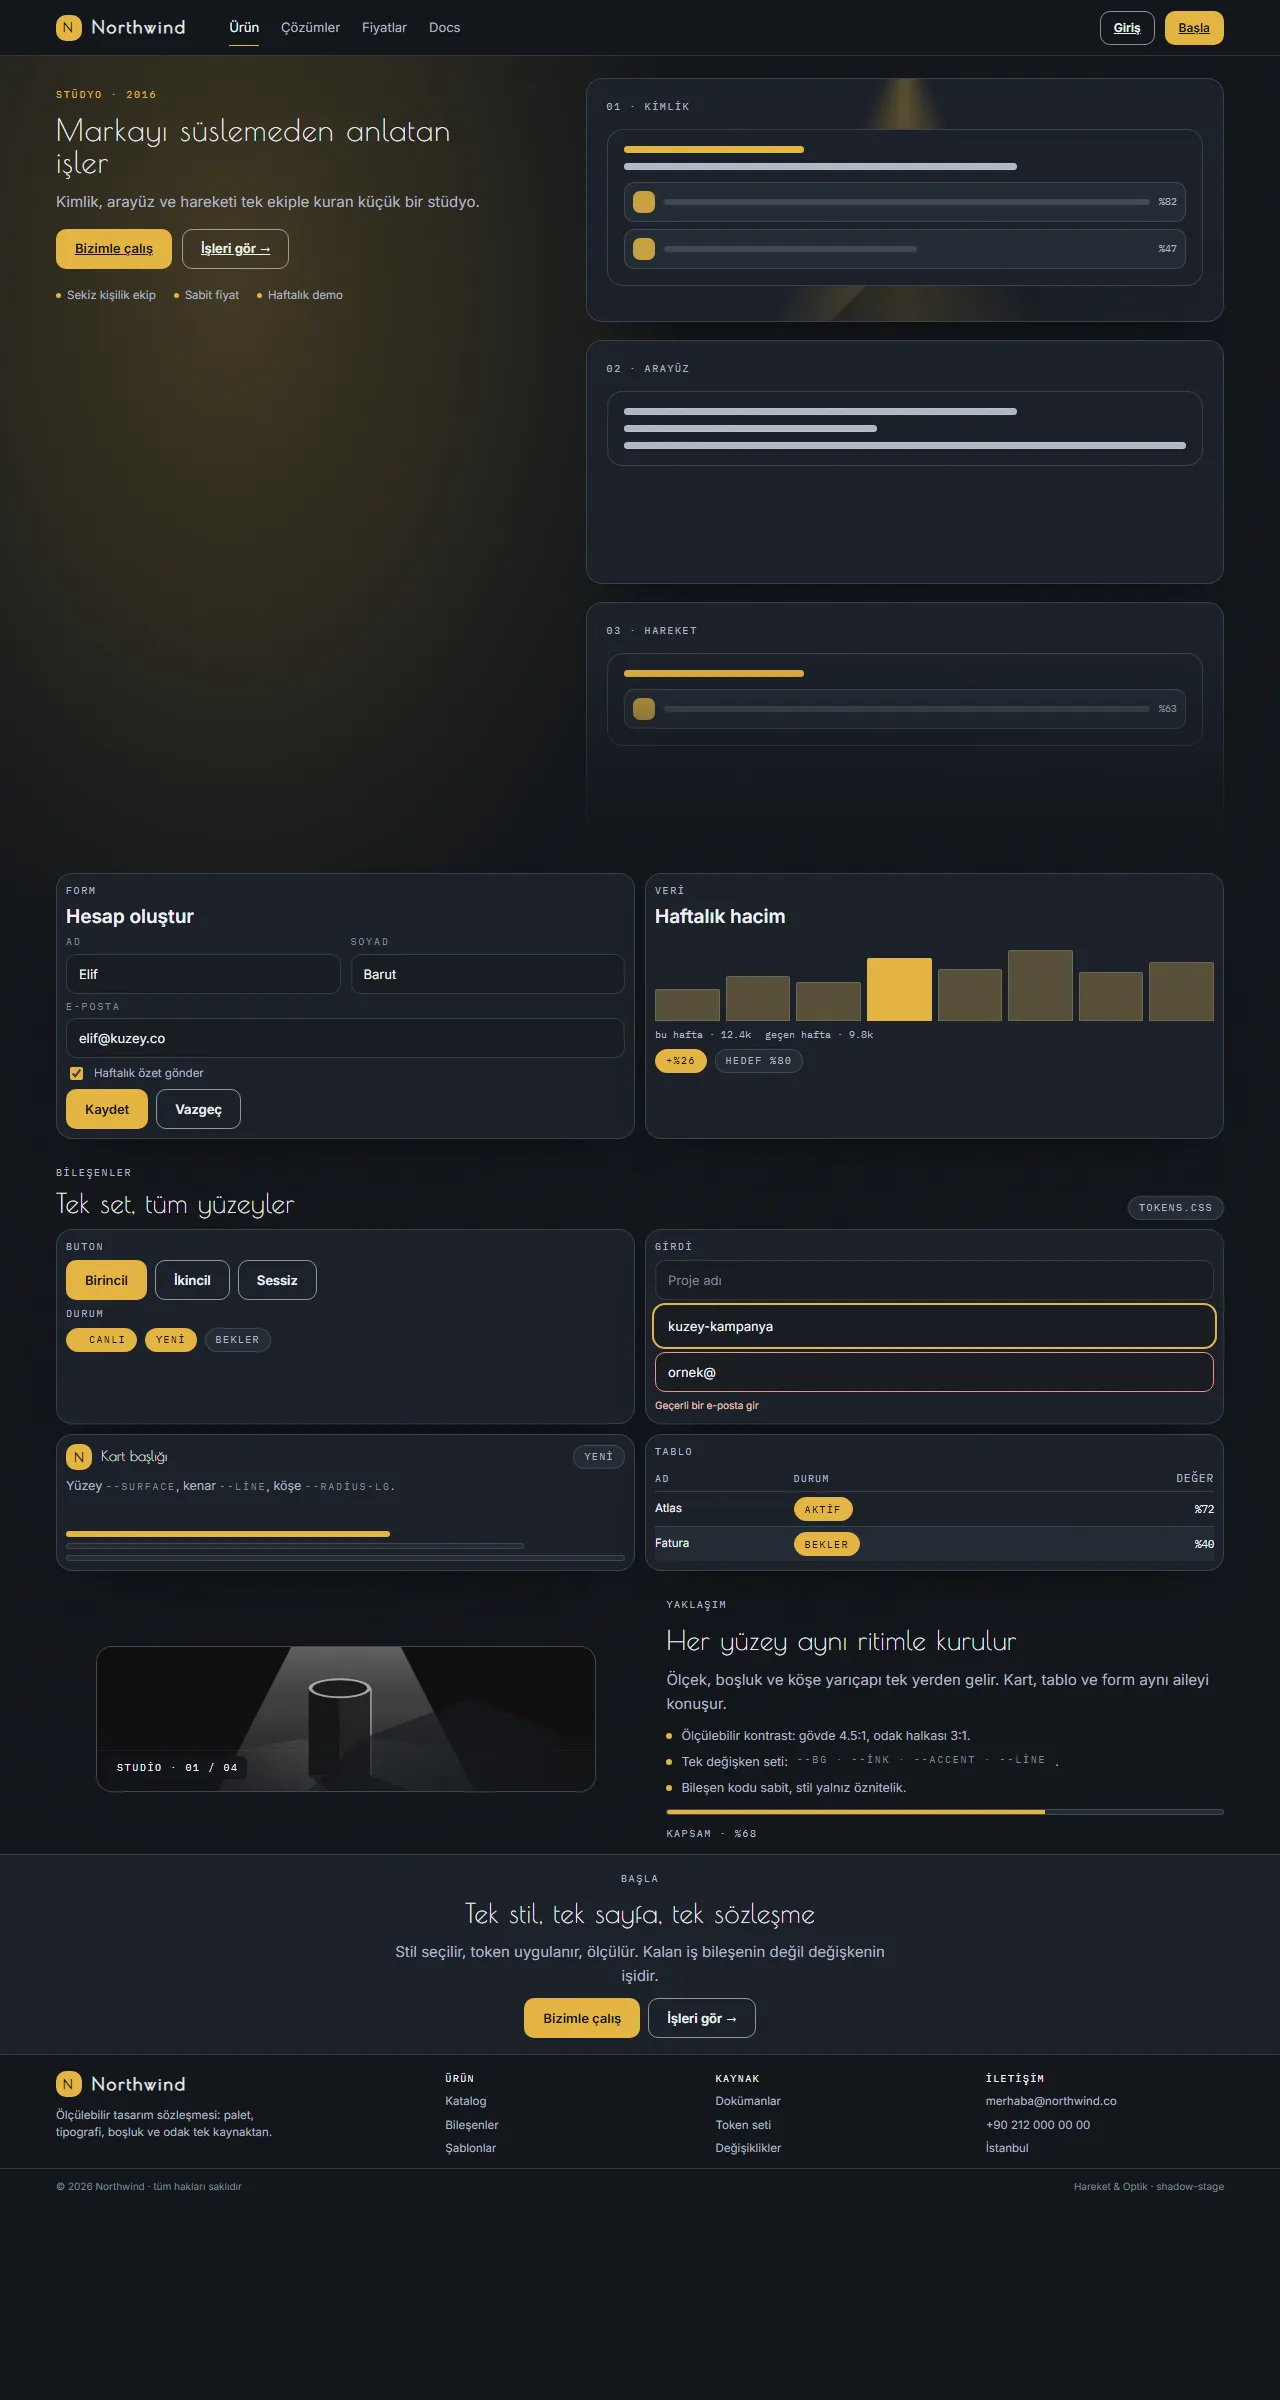 N Northwind Ürün Çözümler Fiyatlar Docs Giriş Başla
STÜDYO · 2016
Markayı süslemeden anlatan
işler
Kimlik, arayüz ve hareketi tek ekiple kuran küçük bir stüdyo.
Bizimle çalış İşleri gör →
Sekiz kişilik ekip Sabit fiyat Haftalık demo
01 · KİMLİK
%82
%47
02 · ARAYÜZ
03 · HAREKET
%63
FORM
Hesap oluştur
AD SOYAD
Elif Barut
E-POSTA
elif@kuzey.co
Haftalık özet gönder
Kaydet Vazgeç
VERİ
Haftalık hacim
bu hafta · 12.4k geçen hafta · 9.8k
+%26 HEDEF %80
BİLEŞENLER
Tek set, tüm yüzeyler
TOKENS.CSS
BUTON
Birincil İkincil Sessiz
DURUM
CANLI YENİ BEKLER
GİRDİ
Proje adı
kuzey-kampanya
ornek@
Geçerli bir e-posta gir
N Kart başlığı YENİ
Yüzey --SURFACE, kenar --LİNE, köşe --RADİUS-LG.
TABLO
AD DURUM DEĞER
Atlas AKTİF %72
Fatura BEKLER %40
STUDİO · 01 / 04
YAKLAŞIM
Her yüzey aynı ritimle kurulur
Ölçek, boşluk ve köşe yarıçapı tek yerden gelir. Kart, tablo ve form aynı aileyi
konuşur.
Ölçülebilir kontrast: gövde 4.5:1, odak halkası 3:1.
Tek değişken seti: --BG · --İNK · --ACCENT · --LİNE .
Bileşen kodu sabit, stil yalnız öznitelik.
KAPSAM · %68
BAŞLA
Tek stil, tek sayfa, tek sözleşme
Stil seçilir, token uygulanır, ölçülür. Kalan iş bileşenin değil değişkenin
işidir.
Bizimle çalış İşleri gör →
N Northwind
Ölçülebilir tasarım sözleşmesi: palet,
tipografi, boşluk ve odak tek kaynaktan.
ÜRÜN
Katalog
Bileşenler
Şablonlar
KAYNAK
Dokümanlar
Token seti
Değişiklikler
İLETİŞİM
merhaba@northwind.co
+90 212 000 00 00
İstanbul
© 2026 Northwind · tüm hakları saklıdır
Hareket & Optik · shadow-stage